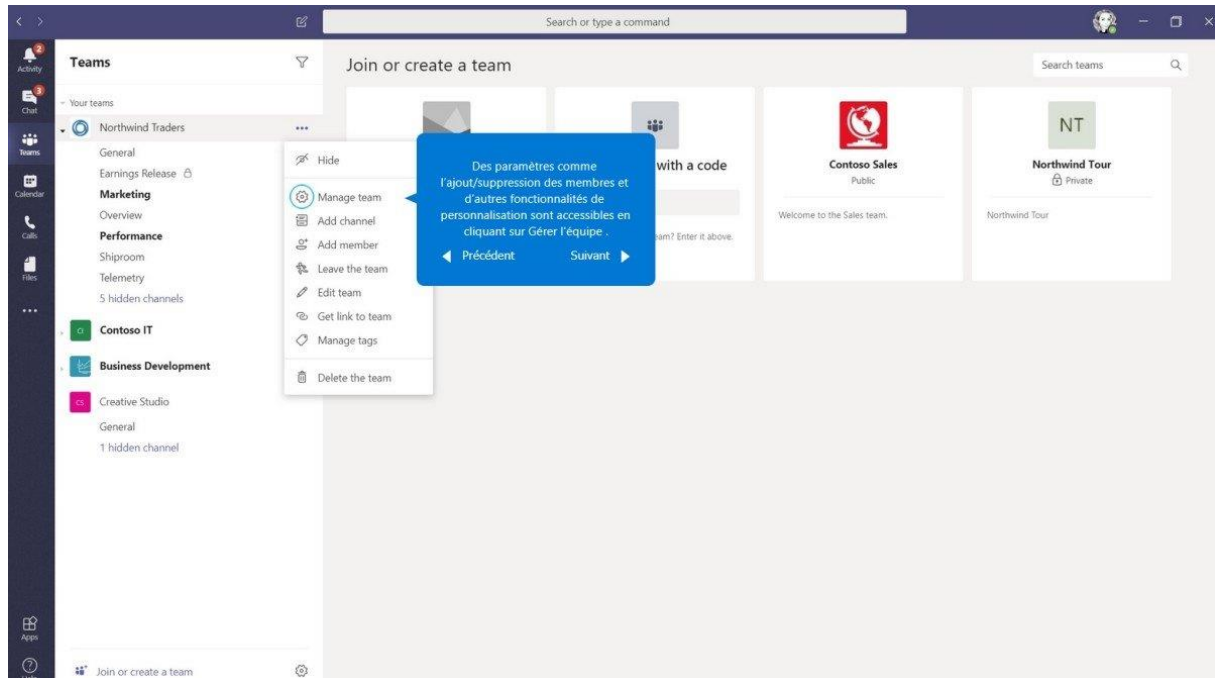 Search or type a command
2
Activity
3
Chat
Teams
Calendar
Calls
Files
Apps
Teams
Your teams
Northwind Traders
General
Earnings Release
Marketing
Overview
Performance
Shiproom
Telemetry
5 hidden channels
CI
Contoso IT
Business Development
CS
Creative Studio
General
1 hidden channel
Join or create a team
Hide
Manage team
Add channel
Add member
Leave the team
Edit team
Get link to team
Manage tags
Delete the team
Des paramètres comme
l'ajout/suppression des membres et
d'autres fonctionnalités de
personnalisation sont accessibles en
cliquant sur Gérer l'équipe .
Précédent Suivant
Join or create a team
Search teams
with a code
team? Enter it above.
Contoso Sales
Public
Welcome to the Sales team.
NT
Northwind Tour
Private
Northwind Tour